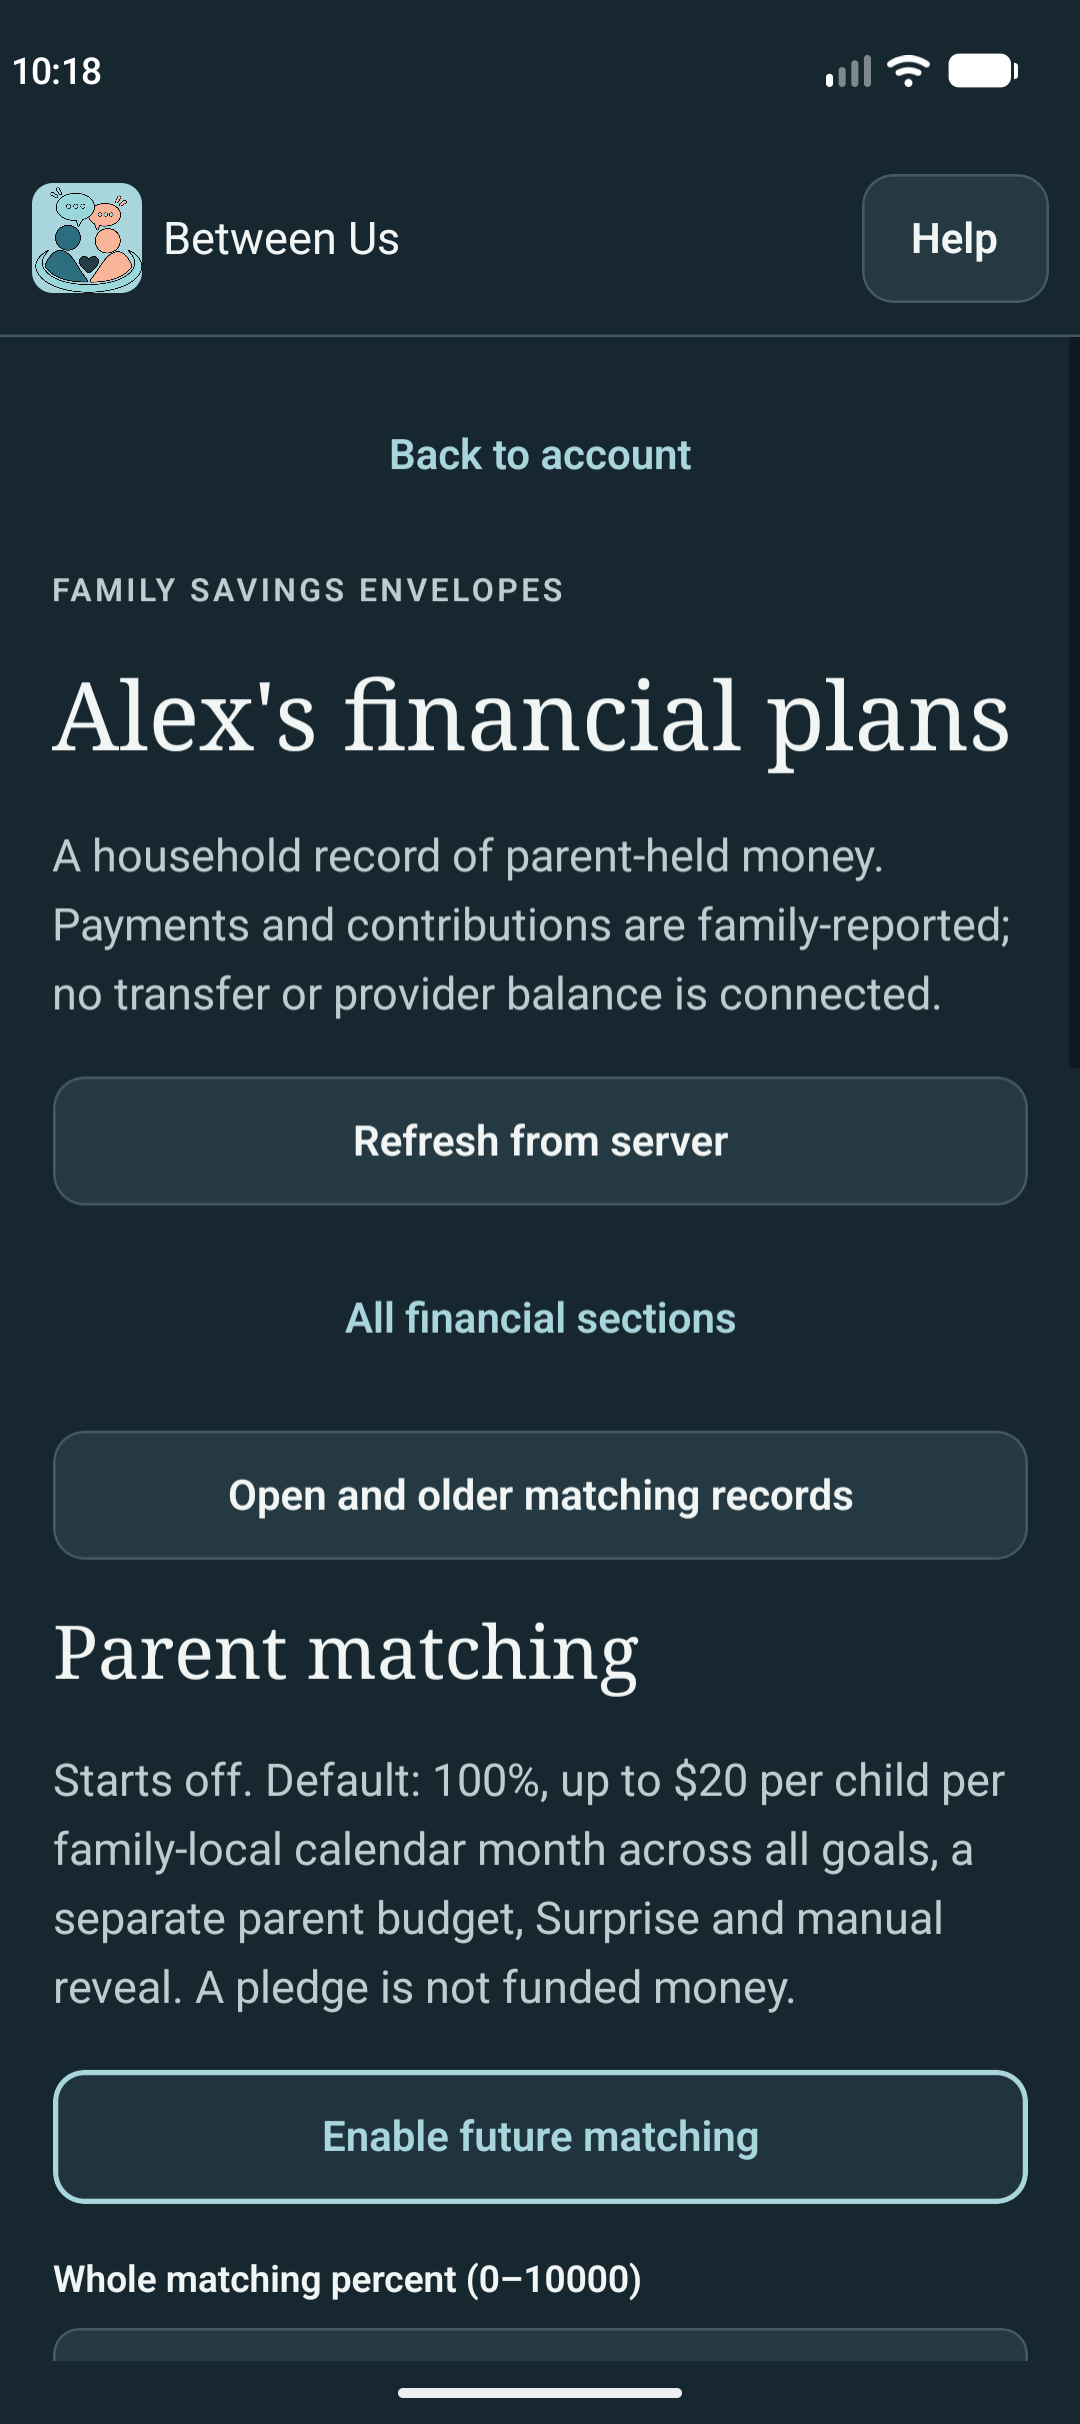 10:18
Between Us
Help
Back to account
FAMILY SAVINGS ENVELOPES
Alex's financial plans
A household record of parent-held money.
Payments and contributions are family-reported;
no transfer or provider balance is connected.
Refresh from server
All financial sections
Open and older matching records
Parent matching
Starts off. Default: 100%, up to $20 per child per
family-local calendar month across all goals, a
separate parent budget, Surprise and manual
reveal. A pledge is not funded money.
Enable future matching
Whole matching percent (0–10000)